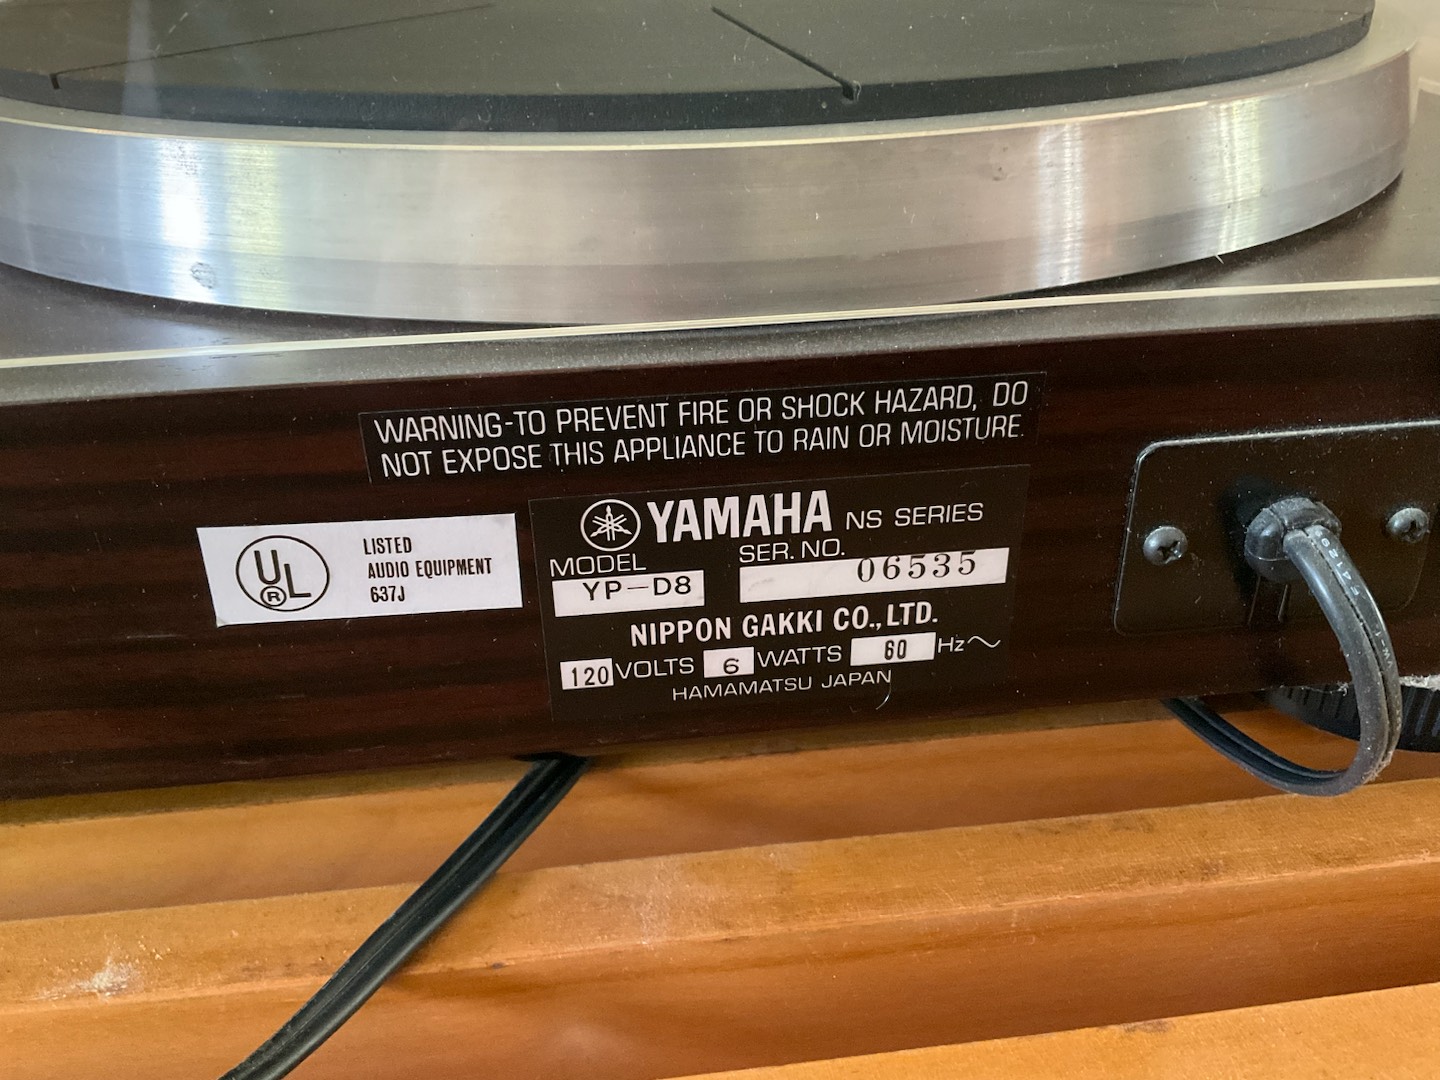 WARNING-TO PREVENT FIRE OR SHOCK HAZARD, DO
NOT EXPOSE THIS APPLIANCE TO RAIN OR MOISTURE.
UL®
LISTED
AUDIO EQUIPMENT
637J
YAMAHA NS SERIES
MODEL SER. NO.
YP-D8 06535
NIPPON GAKKI CO., LTD.
120 VOLTS 6 WATTS 60 Hz~
HAMAMATSU JAPAN